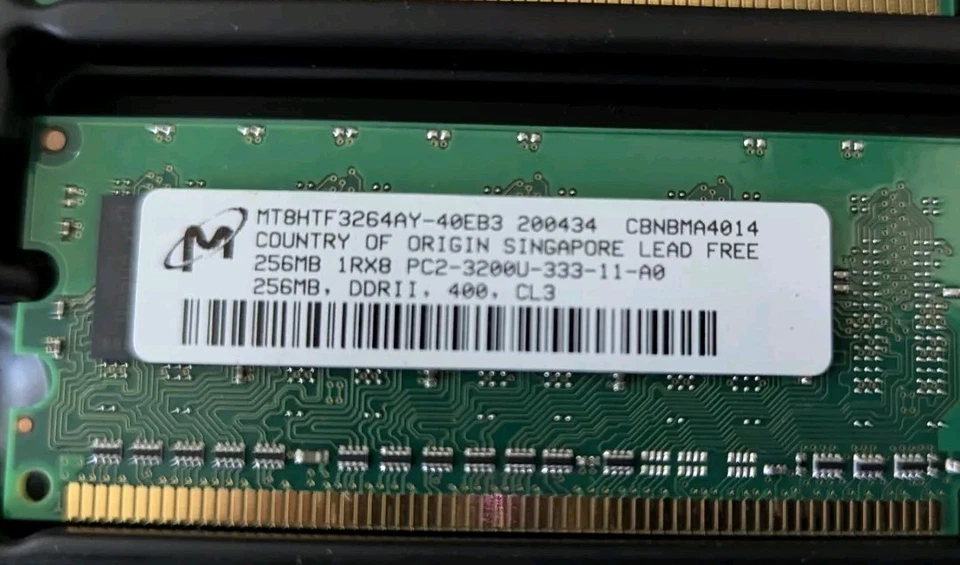 MT8HTF3264AY-40EB3 200434 CBNBMA4014
COUNTRY OF ORIGIN SINGAPORE LEAD FREE
256MB 1RX8 PC2-3200U-333-11-A0
256MB, DDRII, 400, CL3